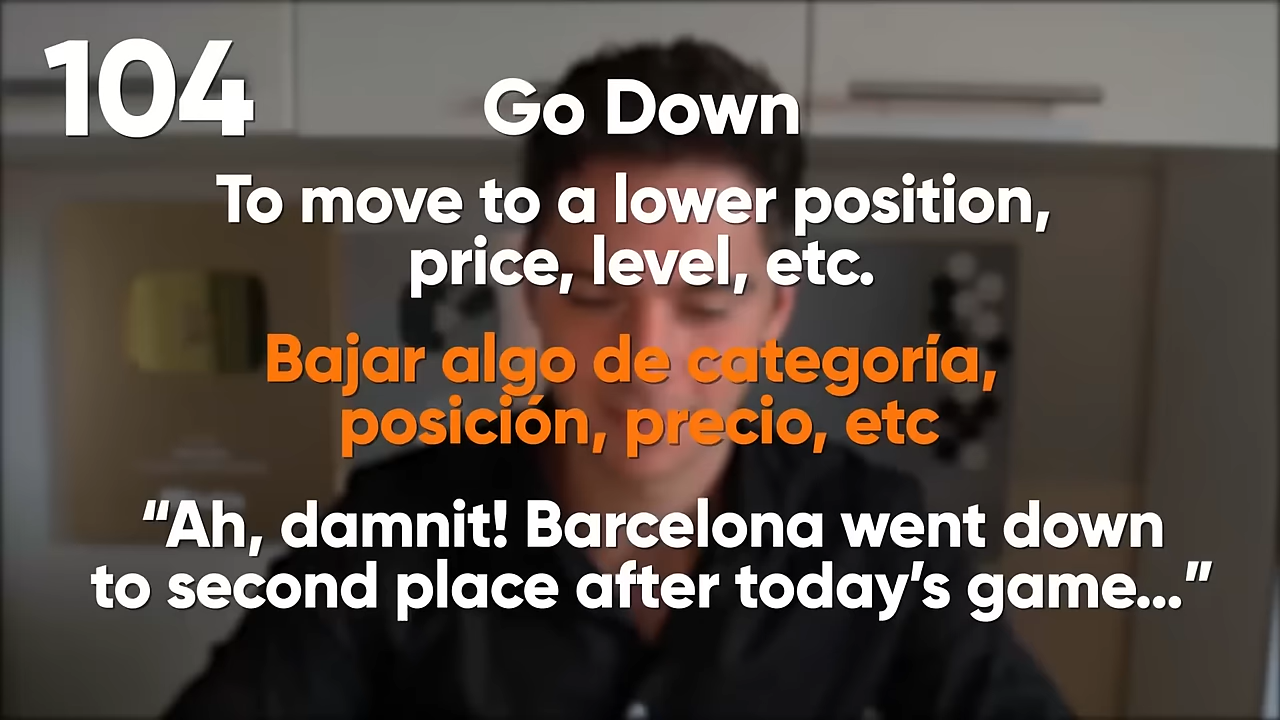 104
Go Down
To move to a lower position,
price, level, etc.
Bajar algo de categoría,
posición, precio, etc
“Ah, damnit! Barcelona went down
to second place after today’s game...”